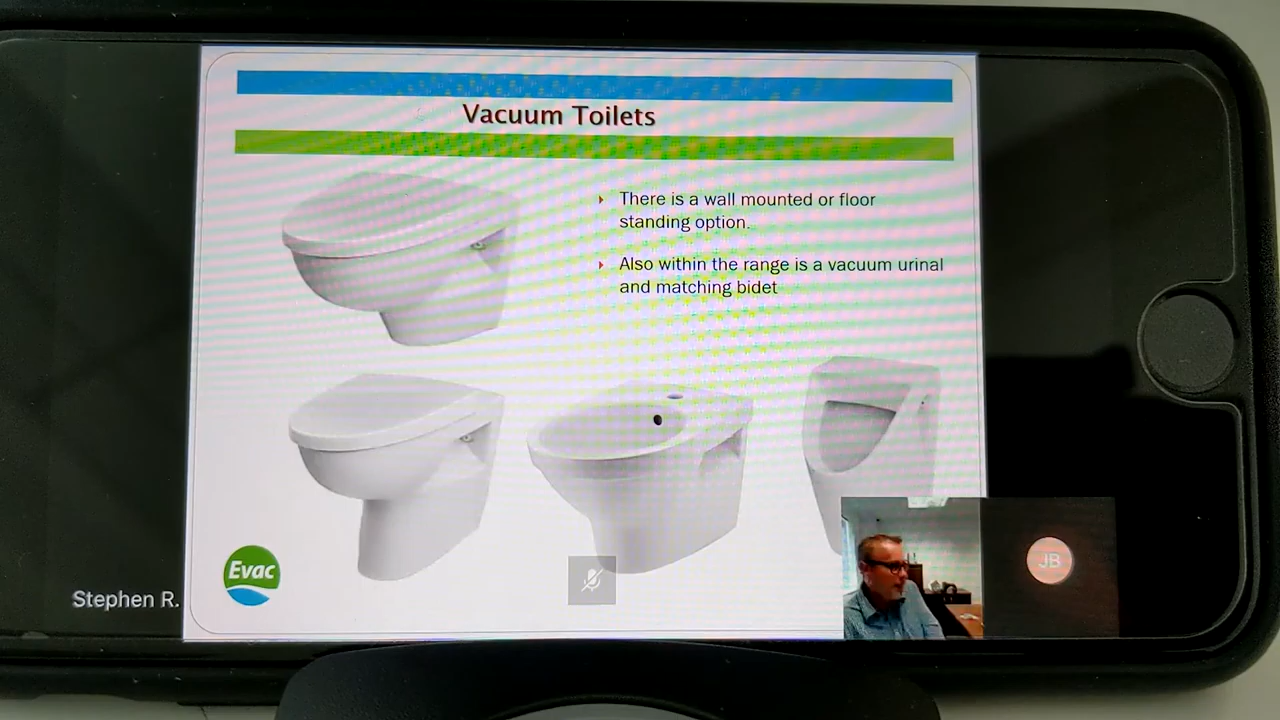 Vacuum Toilets
There is a wall mounted or floor
standing option.
Also within the range is a vacuum urinal
and matching bidet
Evac
Stephen R.
JB